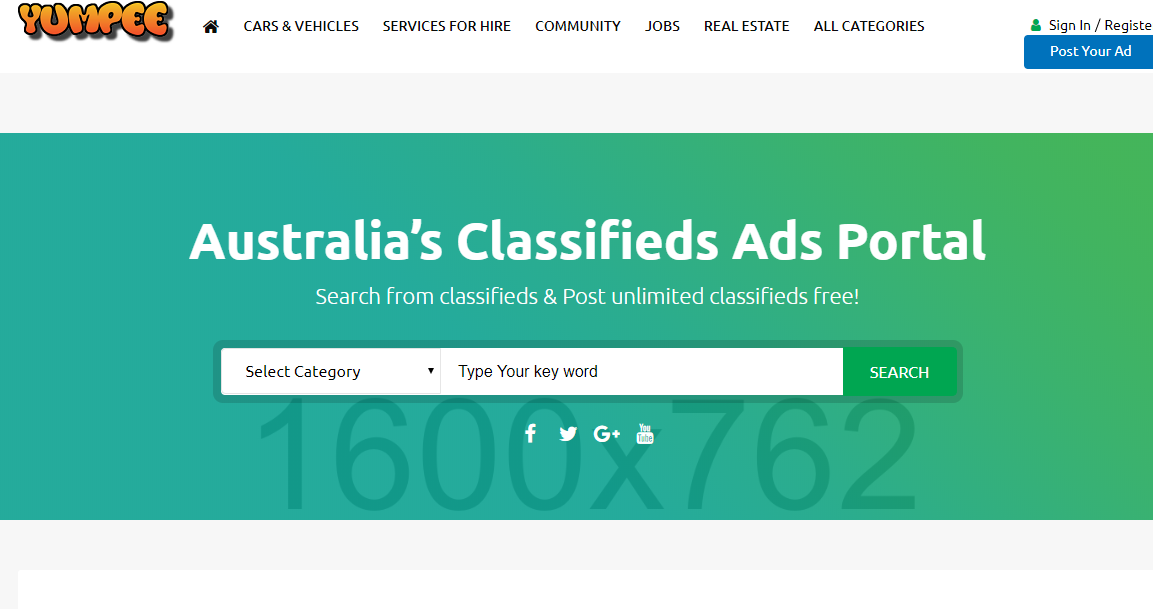 YUMPEE
CARS & VEHICLES SERVICES FOR HIRE COMMUNITY JOBS REAL ESTATE ALL CATEGORIES
Sign In / Registe
Post Your Ad
Australia’s Classifieds Ads Portal
Search from classifieds & Post unlimited classifieds free!
Select Category Type Your key word SEARCH
You
Tube
1600x762